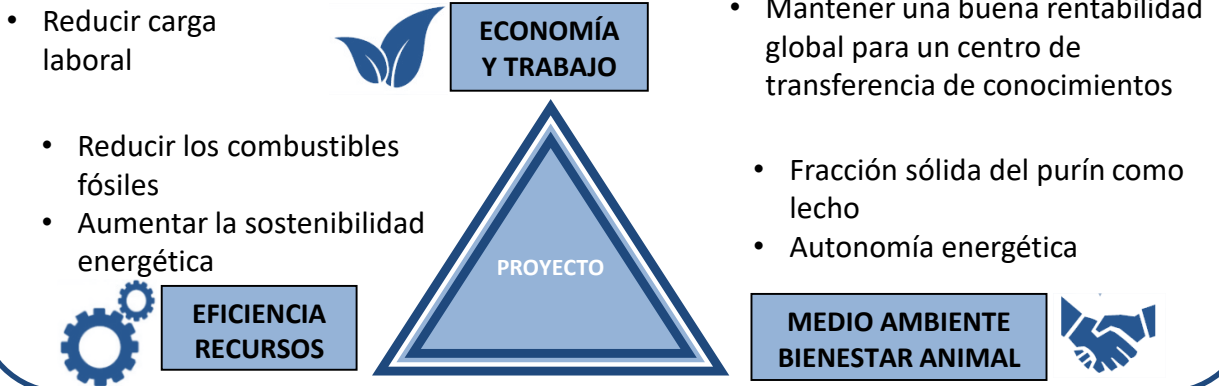 • Reducir carga
laboral
ECONOMÍA
Y TRABAJO
• Mantener una buena rentabilidad
global para un centro de
transferencia de conocimientos
• Reducir los combustibles
fósiles
• Aumentar la sostenibilidad
energética
• Fracción sólida del purín como
lecho
• Autonomía energética
PROYECTO
EFICIENCIA
RECURSOS
MEDIO AMBIENTE
BIENESTAR ANIMAL